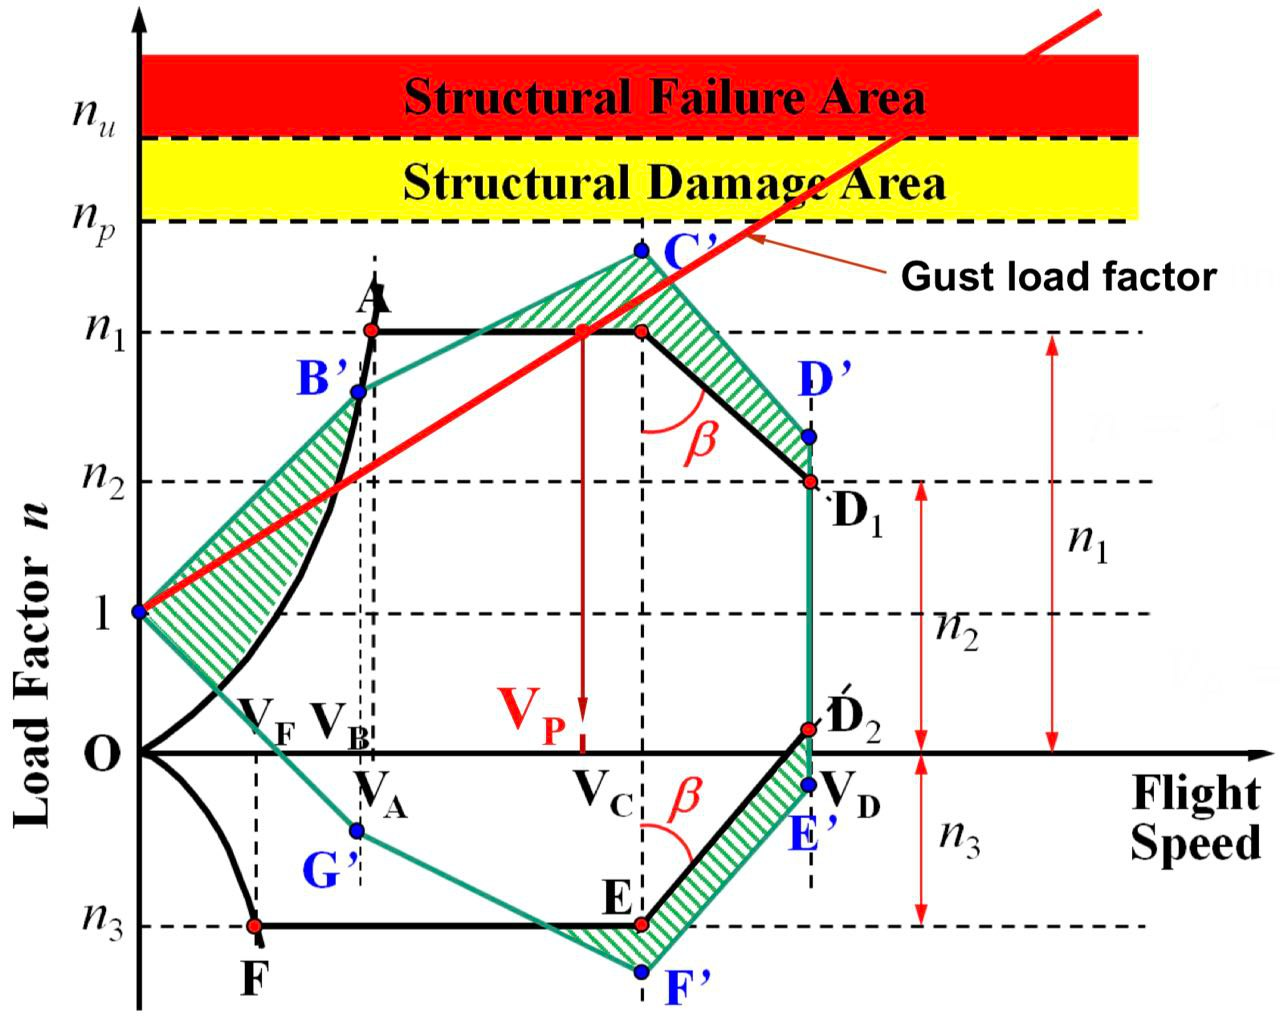 Structural Failure Area
n_u
Structural Damage Area
n_p
C’
Gust load factor
A
n_1
B’
D’
β
n_2
D_1
n_1
1
n_2
V_F
V_B
V_P
D_2
O
V_A
V_C
β
V_D
Flight
Speed
E’
n_3
G’
E
n_3
F
F’
Load Factor n